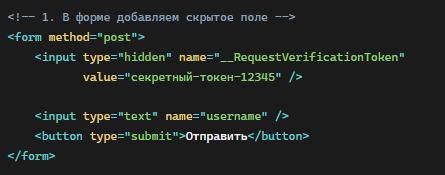 <!-- 1. В форме добавляем скрытое поле -->
<form method="post">
    <input type="hidden" name="__RequestVerificationToken"
           value="секретный-токен-12345" />
    <input type="text" name="username" />
    <button type="submit">Отправить</button>
</form>